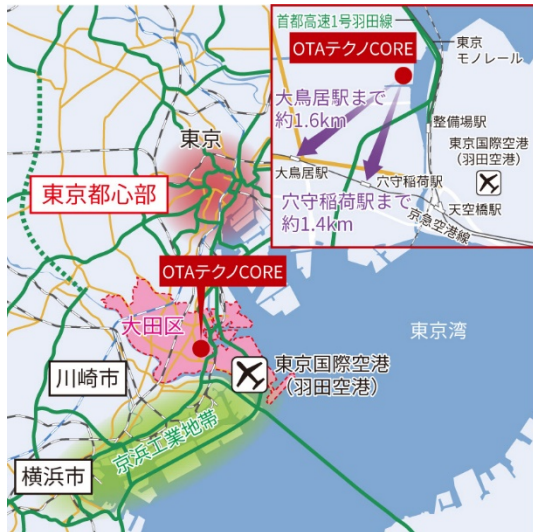 首都高速1号羽田線
OTAテクノCORE
東京
モノレール
大鳥居駅まで
約1.6km
整備場駅
東京国際空港
(羽田空港)
大鳥居駅
穴守稲荷駅
天空橋駅
穴守稲荷駅まで
約1.4km
京急空港線
東京
東京都心部
OTAテクノCORE
大田区
東京湾
川崎市
東京国際空港
(羽田空港)
京浜工業地帯
横浜市